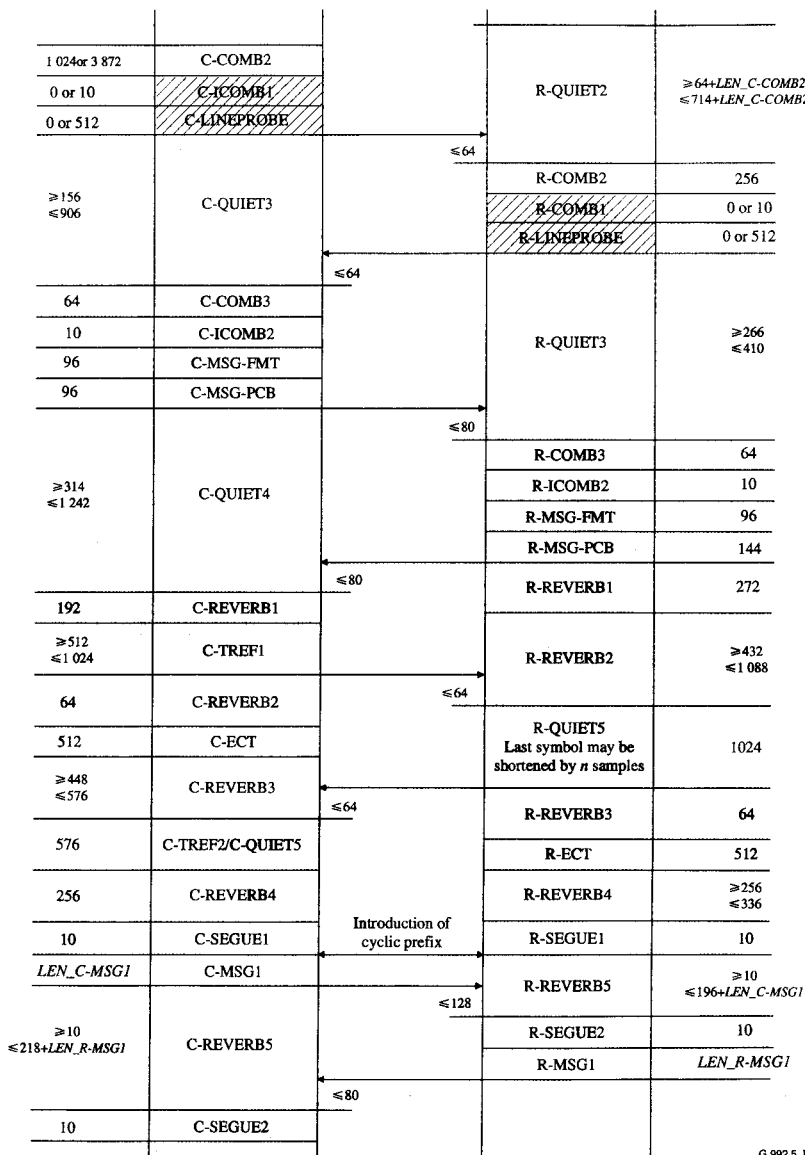 1 024or 3 872 C-COMB2
0 or 10 C-ICOMB1
0 or 512 C-LINEPROBE
R-QUIET2 ≥64+LEN_C-COMB2
≤714+LEN_C-COMB2
≤64
≥156
≤906
C-QUIET3
R-COMB2 256
R-COMB1 0 or 10
R-LINEPROBE 0 or 512
≤64
64 C-COMB3
10 C-ICOMB2
96 C-MSG-FMT
96 C-MSG-PCB
R-QUIET3 ≥266
≤410
≤80
≥314
≤1 242
C-QUIET4
R-COMB3 64
R-ICOMB2 10
R-MSG-FMT 96
R-MSG-PCB 144
≤80
R-REVERB1 272
192 C-REVERB1
≥512
≤1 024
C-TREF1
R-REVERB2 ≥432
≤1 088
≤64
64 C-REVERB2
512 C-ECT
R-QUIET5
Last symbol may be
shortened by n samples
1024
≥448
≤576
C-REVERB3
≤64
R-REVERB3 64
576 C-TREF2/C-QUIET5
R-ECT 512
256 C-REVERB4
R-REVERB4 ≥256
≤336
Introduction of
cyclic prefix
10 C-SEGUE1
R-SEGUE1 10
LEN_C-MSG1 C-MSG1
R-REVERB5 ≥10
≤196+LEN_C-MSG1
≤128
≥10
≤218+LEN_R-MSG1
C-REVERB5
R-SEGUE2 10
R-MSG1 LEN_R-MSG1
≤80
10 C-SEGUE2